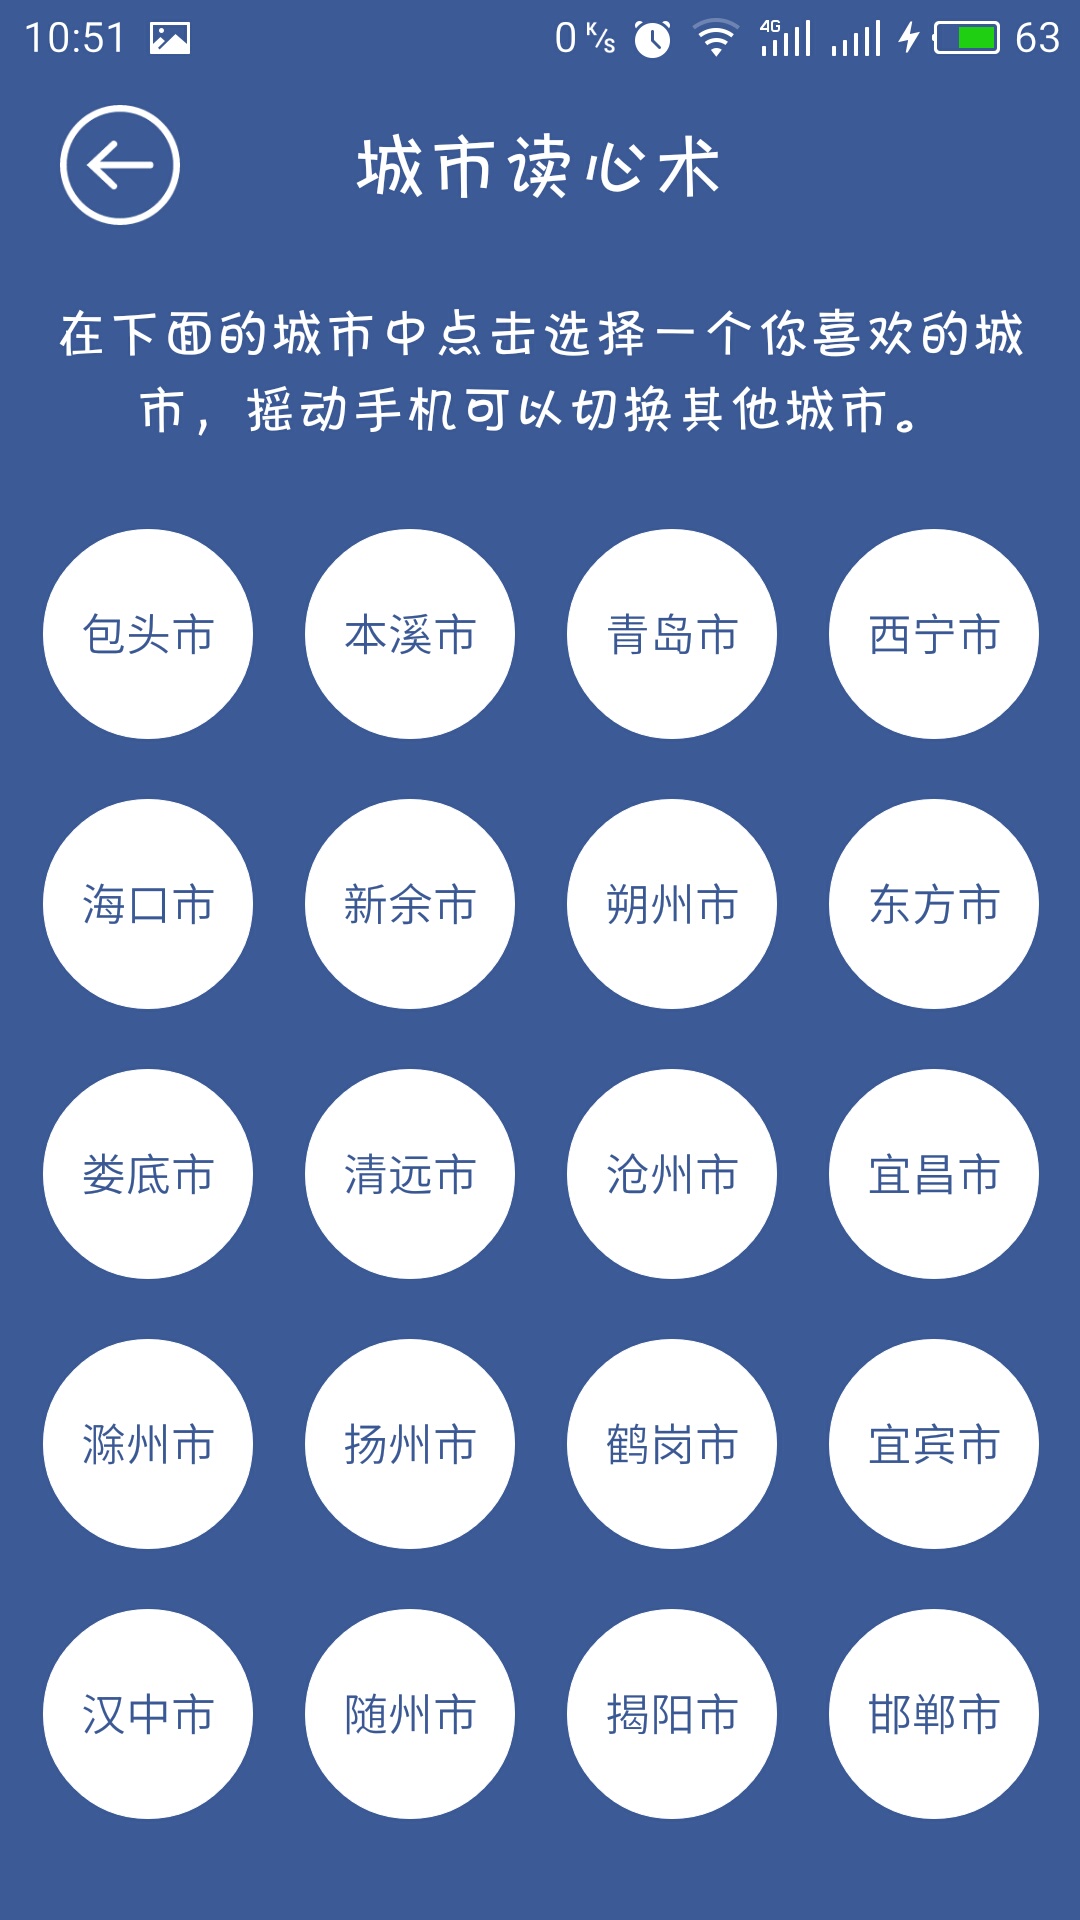 10:51 0 K/S 4G 63
城市读心术
在下面的城市中点击选择一个你喜欢的城
市，摇动手机可以切换其他城市。
包头市 本溪市 青岛市 西宁市
海口市 新余市 朔州市 东方市
娄底市 清远市 沧州市 宜昌市
滁州市 扬州市 鹤岗市 宜宾市
汉中市 随州市 揭阳市 邯郸市